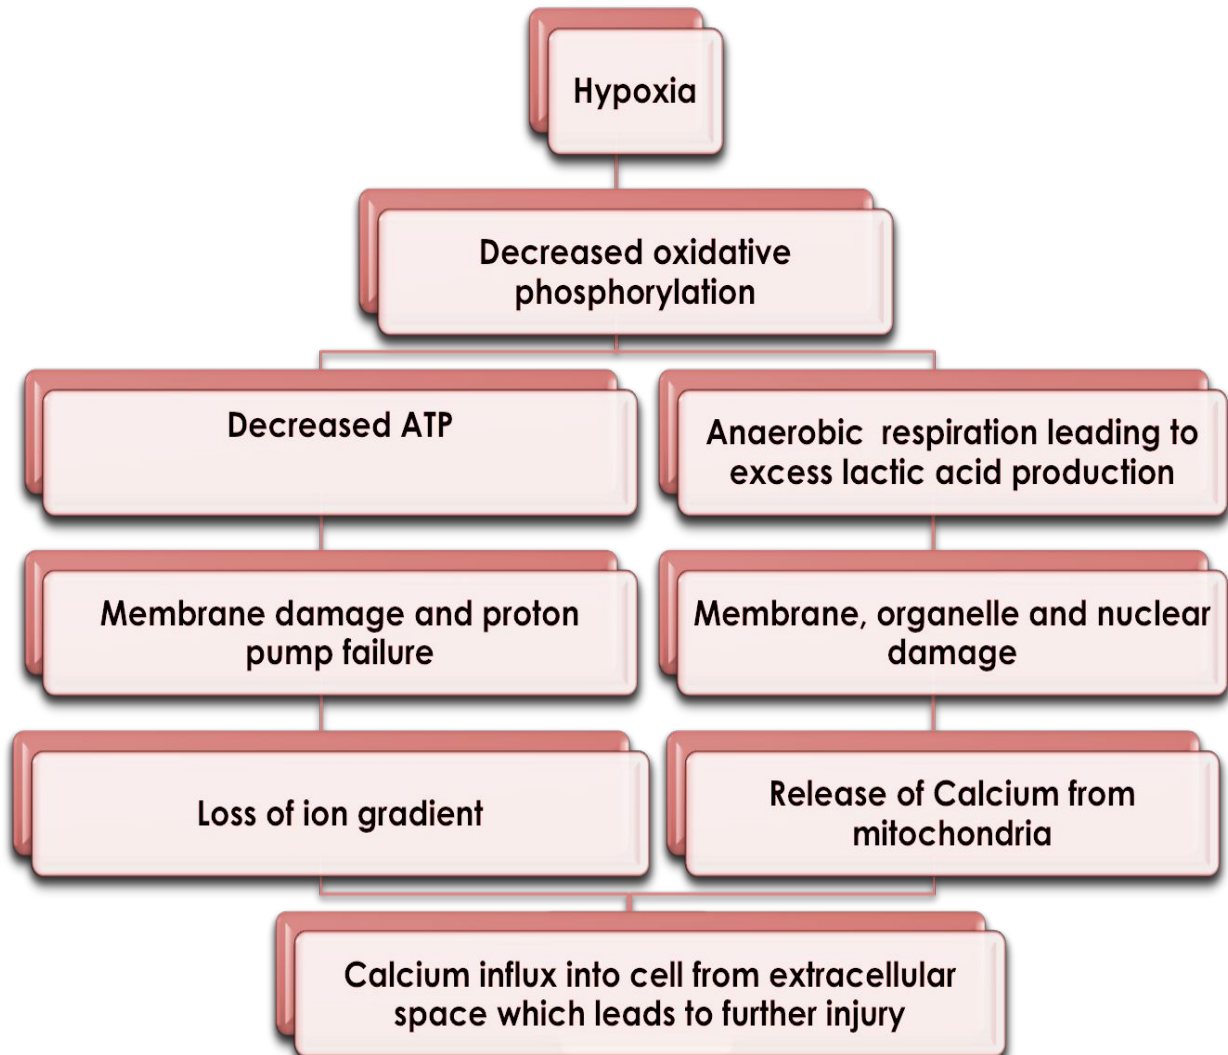 Hypoxia
Decreased oxidative
phosphorylation
Decreased ATP
Anaerobic respiration leading to
excess lactic acid production
Membrane damage and proton
pump failure
Membrane, organelle and nuclear
damage
Loss of ion gradient
Release of Calcium from
mitochondria
Calcium influx into cell from extracellular
space which leads to further injury